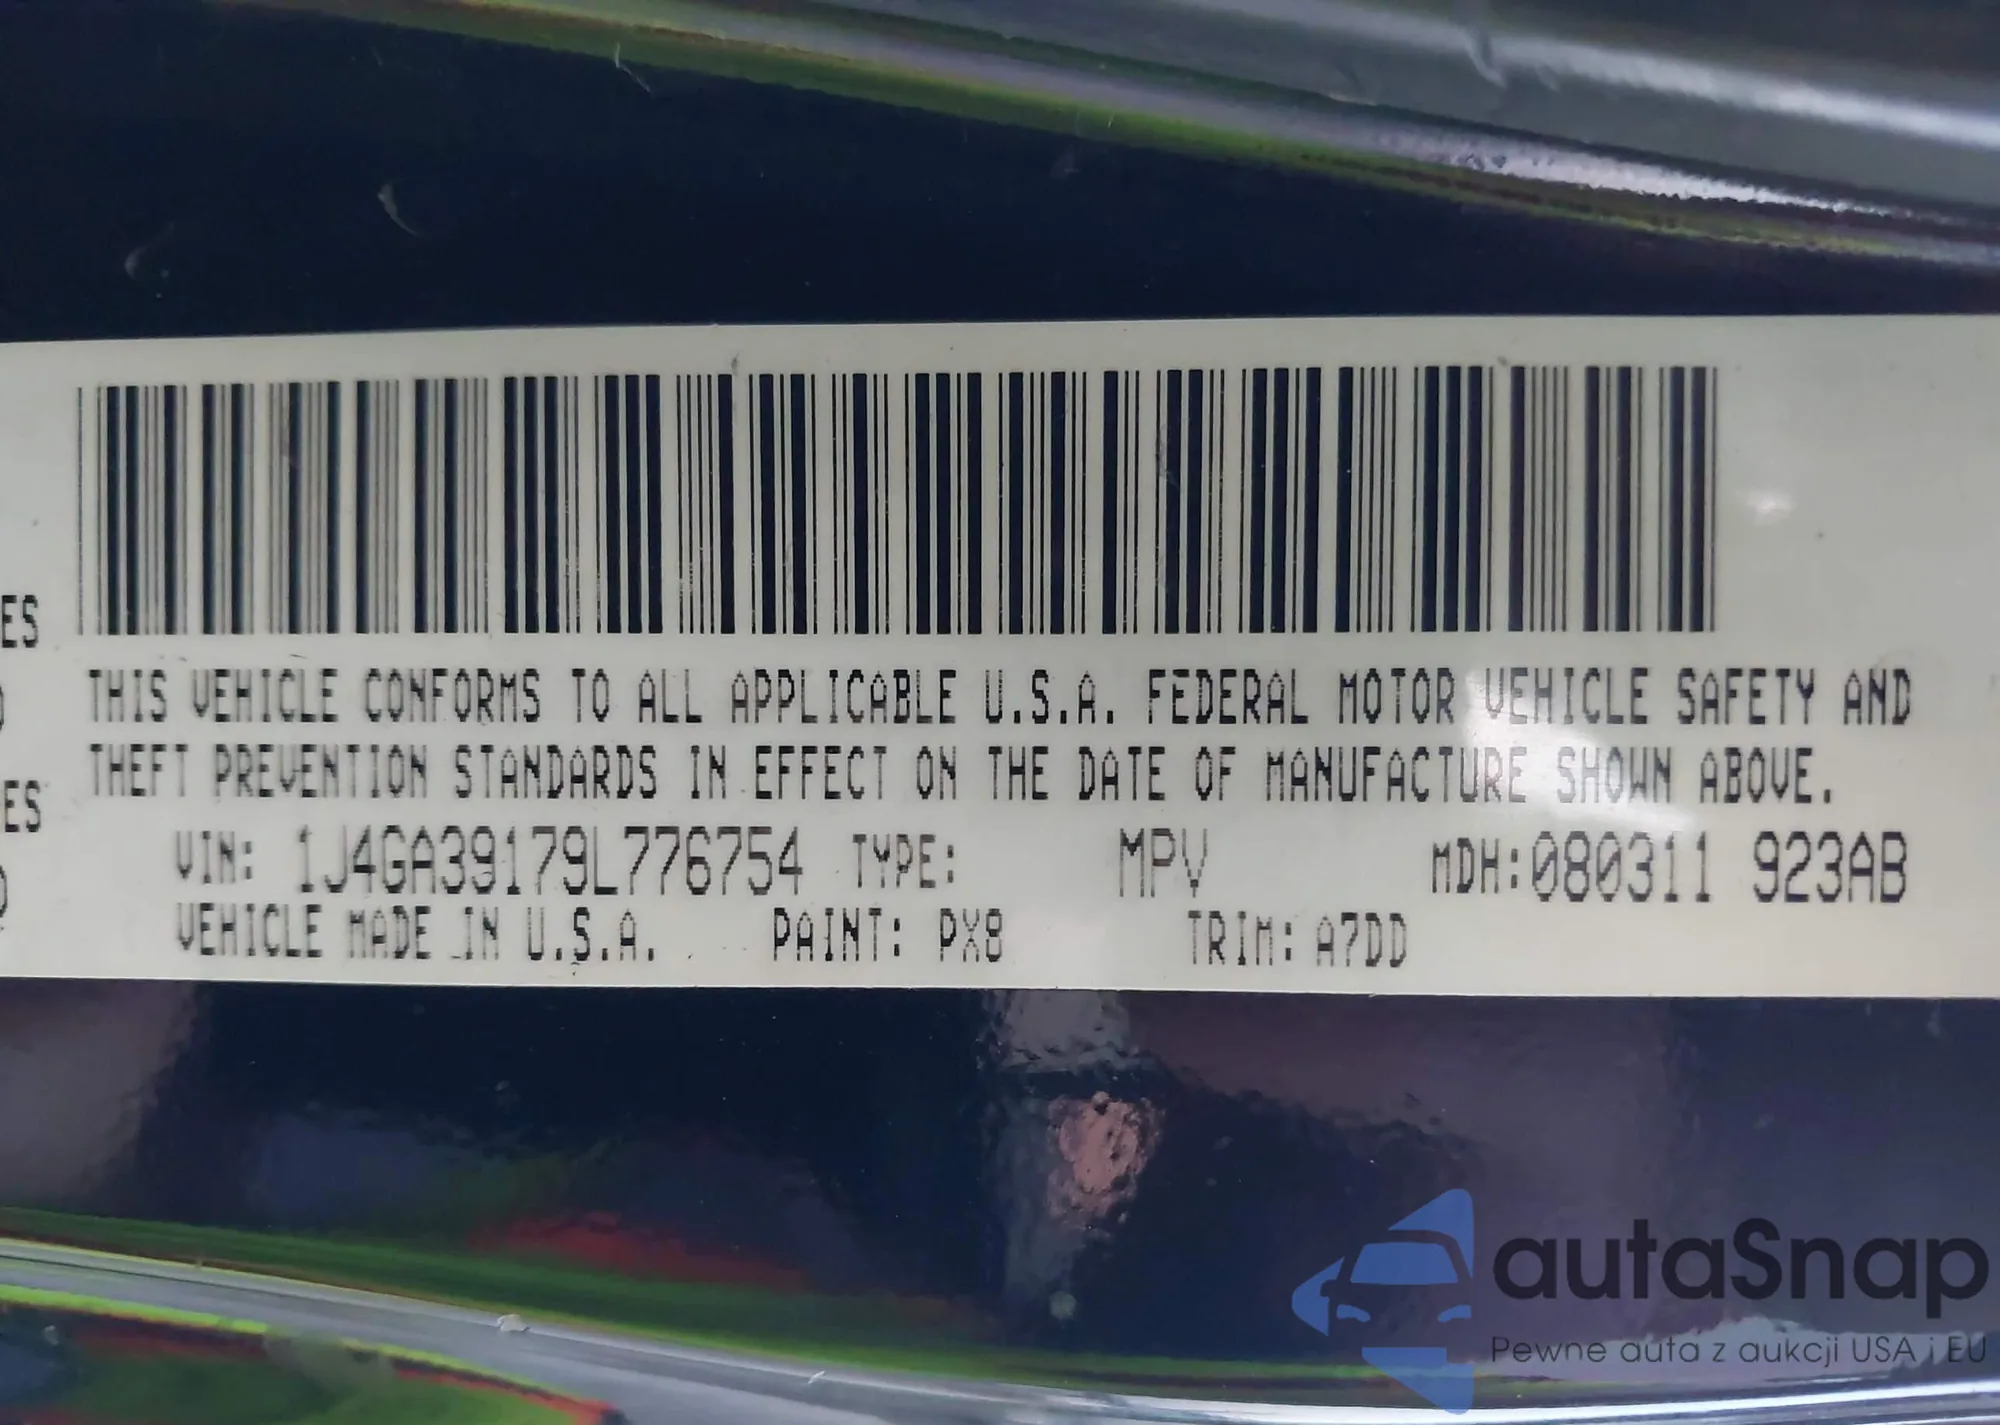 ES
THIS VEHICLE CONFORMS TO ALL APPLICABLE U.S.A. FEDERAL MOTOR VEHICLE SAFETY AND
THEFT PREVENTION STANDARDS IN EFFECT ON THE DATE OF MANUFACTURE SHOWN ABOVE.
ES
VIN: 1J4GA39179L776754 TYPE: MPV MDH:080311 923AB
VEHICLE MADE IN U.S.A. PAINT: PX8 TRIM: A7DD
autaSnap
Pewne auta z aukcji USA i EU